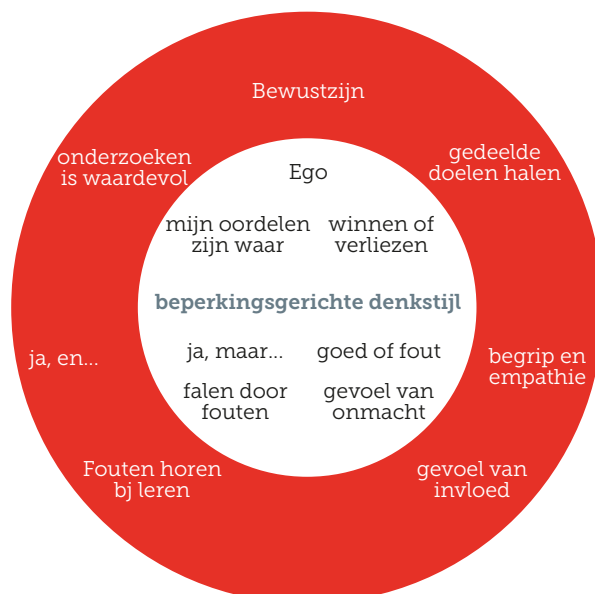 Bewustzijn
onderzoeken
is waardevol
gedeelde
doelen halen
Ego
mijn oordelen
zijn waar
winnen of
verliezen
beperkingsgerichte denkstijl
ja, en...
ja, maar...
goed of fout
begrip en
empathie
falen door
fouten
gevoel van
onmacht
Fouten horen
bj leren
gevoel van
invloed